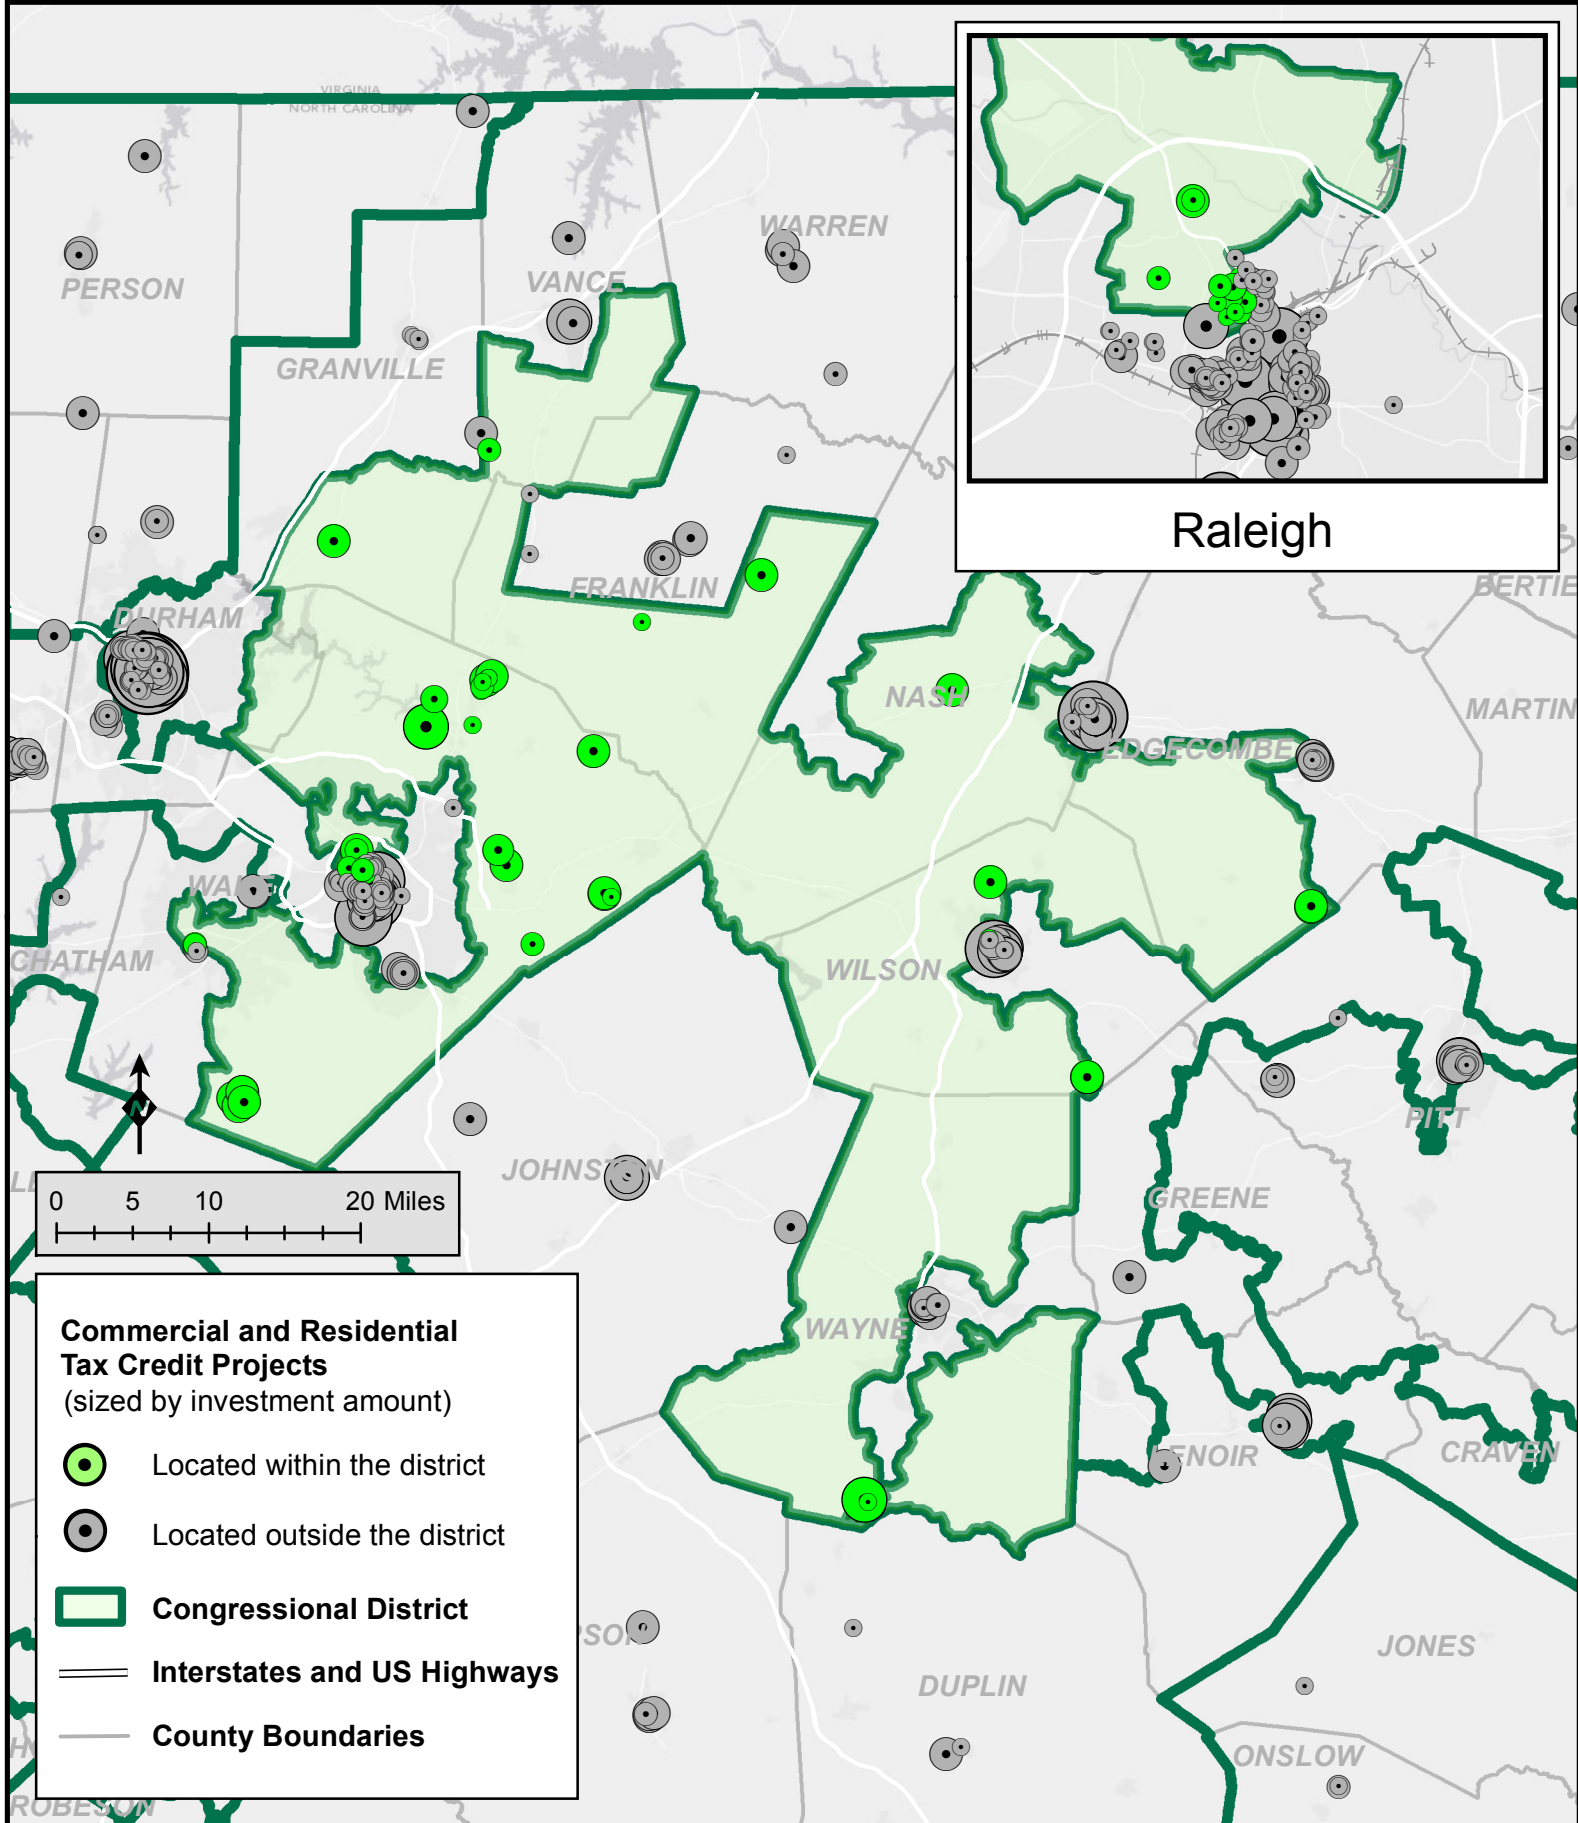 VIRGINIA
NORTH CAROLINA
PERSON
VANCE
WARREN
GRANVILLE
Raleigh
DURHAM
FRANKLIN
BERTIE
NASH
MARTIN
EDGECOMBE
WAKE
CHATHAM
WILSON
N
PITT
JOHNSTON
GREENE
LE
0 5 10 20 Miles
WAYNE
LENOIR
CRAVEN
Commercial and Residential
Tax Credit Projects
(sized by investment amount)
Located within the district
Located outside the district
Congressional District
Interstates and US Highways
County Boundaries
PSON
JONES
DUPLIN
ONSLOW
ROBESON